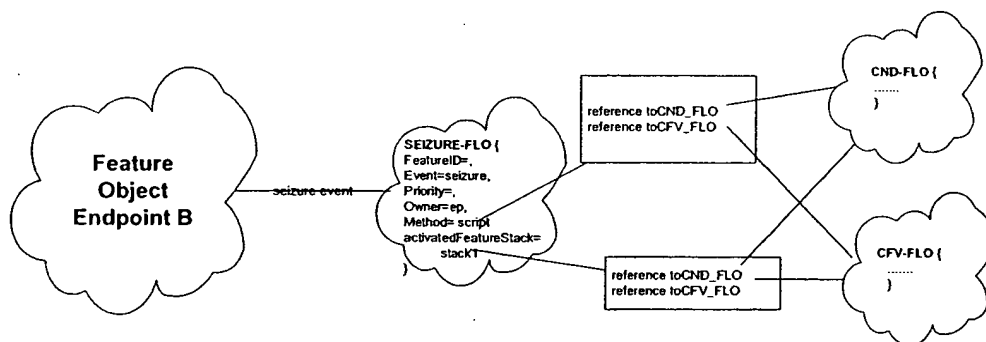 Feature
Object
Endpoint B
seizure event
SEIZURE-FLO {
FeatureID=,
Event=seizure,
Priority=,
Owner=ep,
Method= script
activatedFeatureStack=
stack1
}
reference toCND_FLO
reference toCFV_FLO
reference toCND_FLO
reference toCFV_FLO
CND-FLO {
.......
}
CFV-FLO {
.......
}